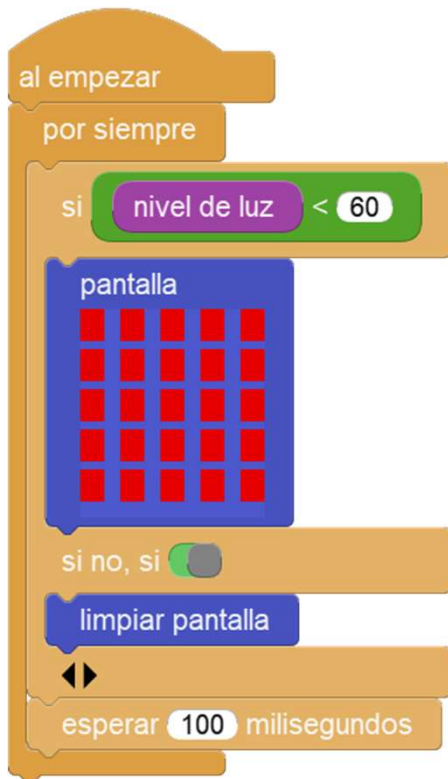 al empezar
por siempre
si nivel de luz < 60
pantalla
si no, si
limpiar pantalla
esperar 100 milisegundos